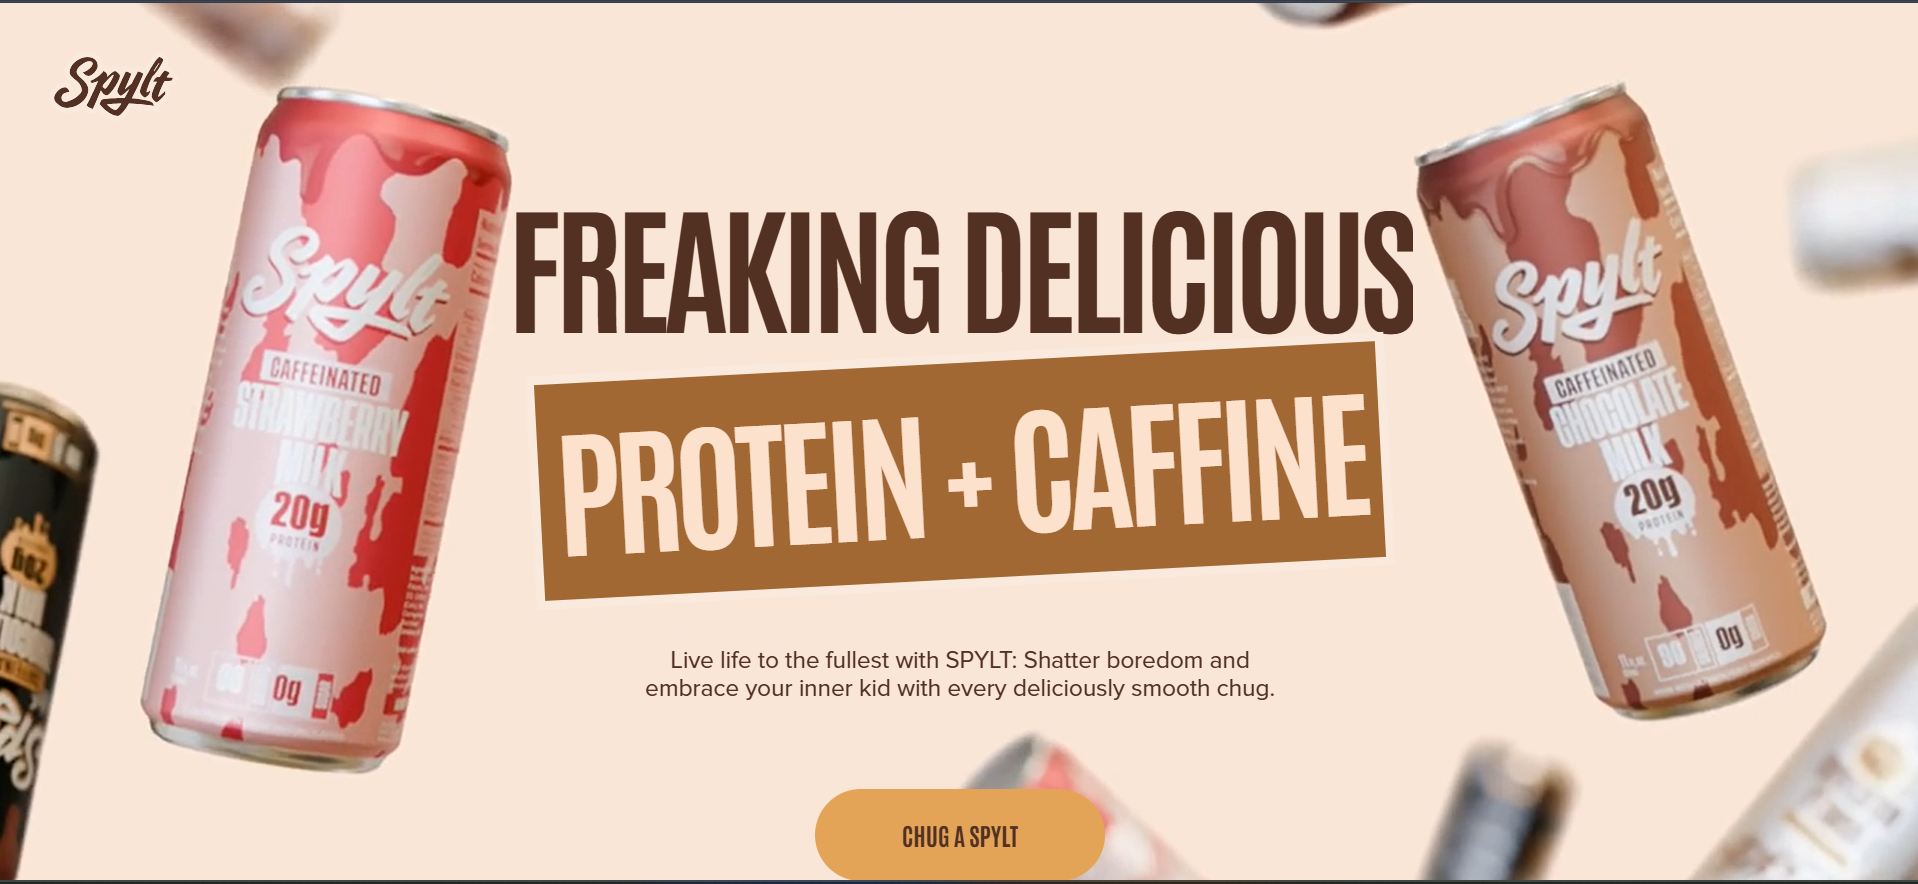 Spylt
FREAKING DELICIOUS
PROTEIN + CAFFINE
Live life to the fullest with SPYLT: Shatter boredom and
embrace your inner kid with every deliciously smooth chug.
CHUG A SPYLT
Spylt
CAFFEINATED
STRAWBERRY
MILK
20g
PROTEIN
0g
Spylt
CAFFEINATED
CHOCOLATE
MILK
20g
PROTEIN
0g